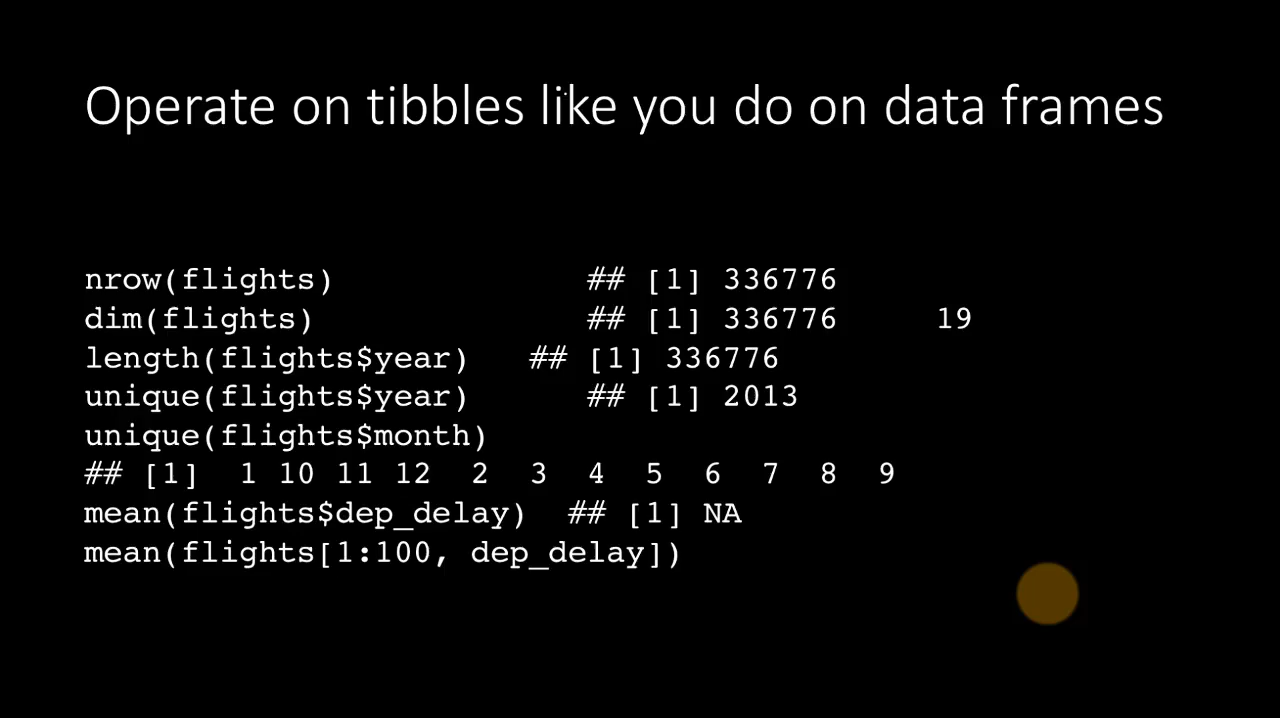 Operate on tibbles like you do on data frames
nrow(flights) ## [1] 336776
dim(flights) ## [1] 336776 19
length(flights$year) ## [1] 336776
unique(flights$year) ## [1] 2013
unique(flights$month)
## [1] 1 10 11 12 2 3 4 5 6 7 8 9
mean(flights$dep_delay) ## [1] NA
mean(flights[1:100, dep_delay])